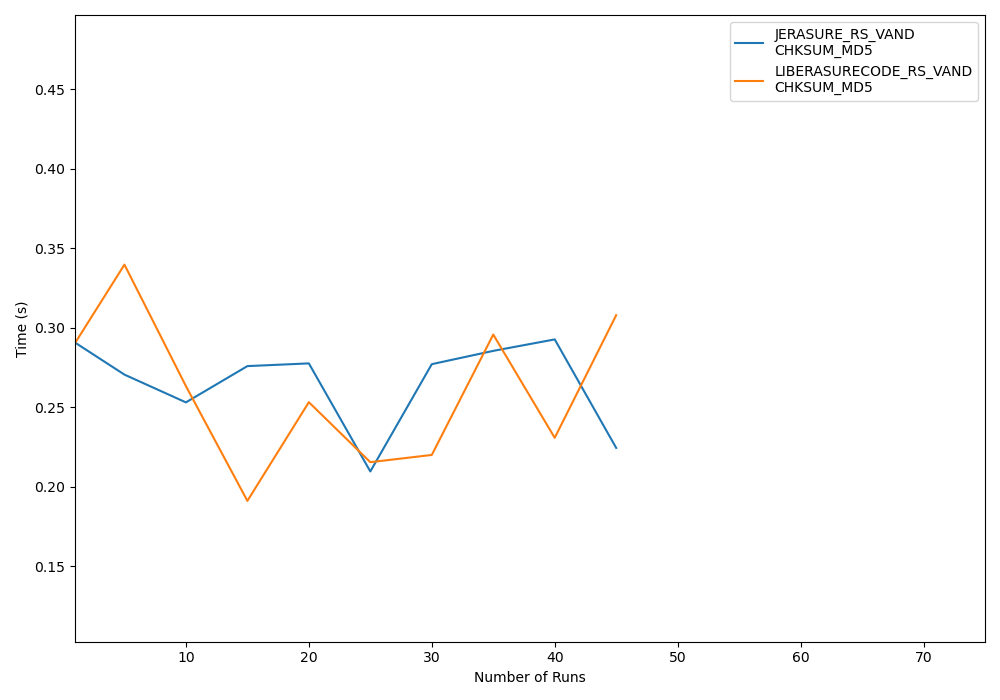 JERASURE_RS_VAND
CHKSUM_MD5
LIBERASURECODE_RS_VAND
CHKSUM_MD5
0.45
0.40
0.35
0.30
0.25
0.20
0.15
Time (s)
10 20 30 40 50 60 70
Number of Runs